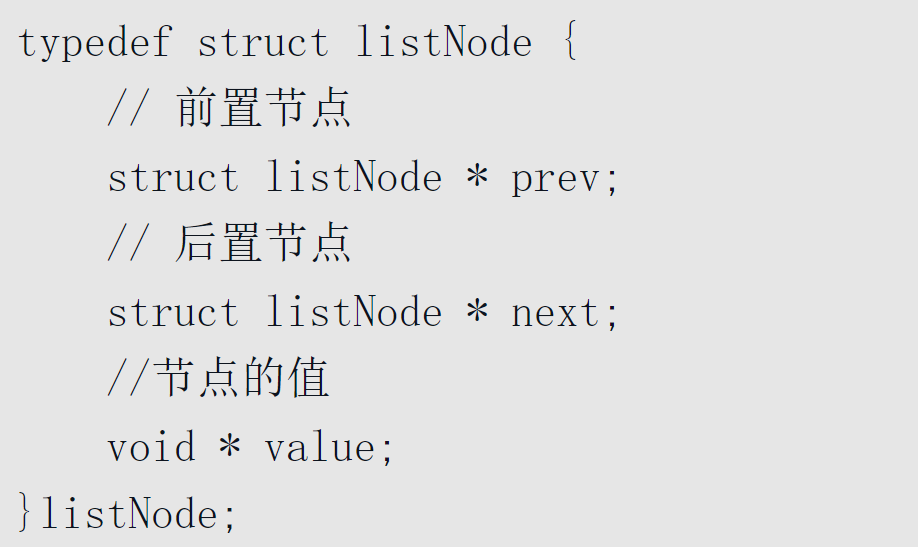 typedef struct listNode {
// 前置节点
struct listNode * prev;
// 后置节点
struct listNode * next;
//节点的值
void * value;
}listNode;